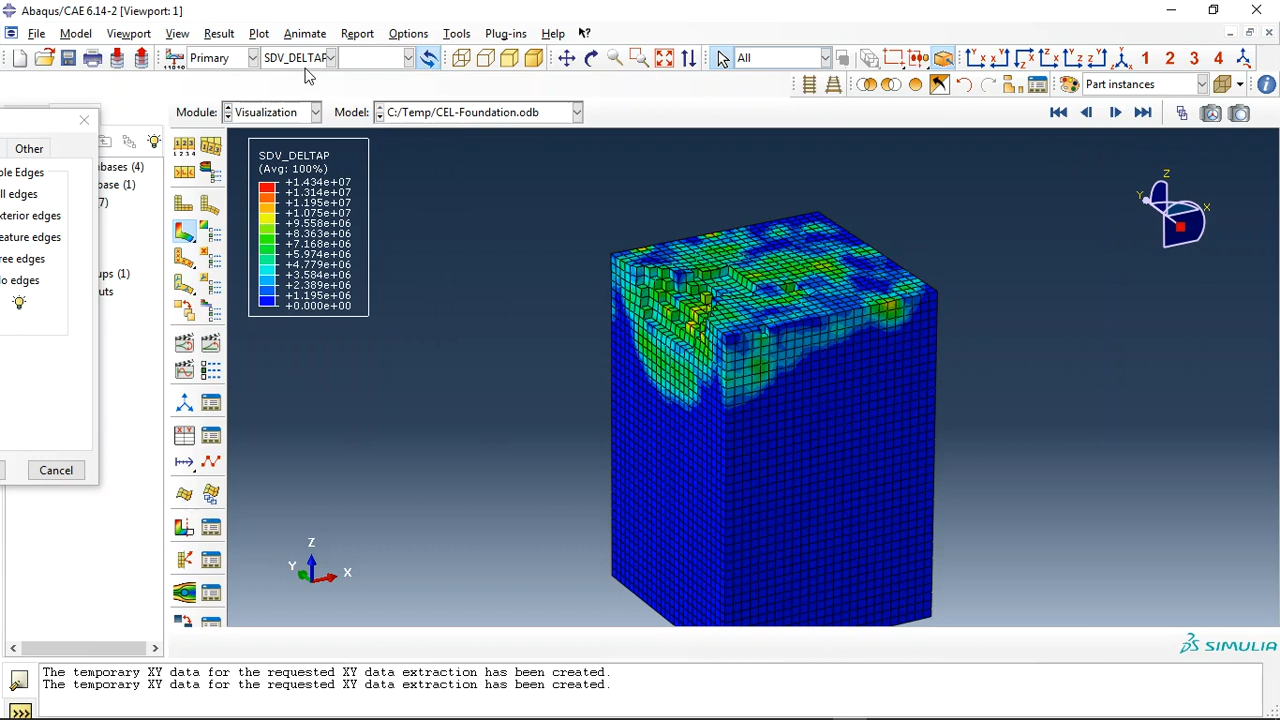 Abaqus/CAE 6.14-2 [Viewport: 1]
File Model Viewport View Result Plot Animate Report Options Tools Plug-ins Help
Primary SDV_DELTAP All 1 2 3 4
Part instances
Module: Visualization Model: C:/Temp/CEL-Foundation.odb
Other
ble Edges
ll edges
xterior edges
eature edges
ree edges
o edges
Cancel
bases (4)
base (1)
7)
ups (1)
uts
SDV_DELTAP
(Avg: 100%)
+1.434e+07
+1.314e+07
+1.195e+07
+1.075e+07
+9.558e+06
+8.363e+06
+7.168e+06
+5.974e+06
+4.779e+06
+3.584e+06
+2.389e+06
+1.195e+06
+0.000e+00
Z
Y
X
Z
Y
X
SIMULIA
The temporary XY data for the requested XY data extraction has been created.
The temporary XY data for the requested XY data extraction has been created.
>>>